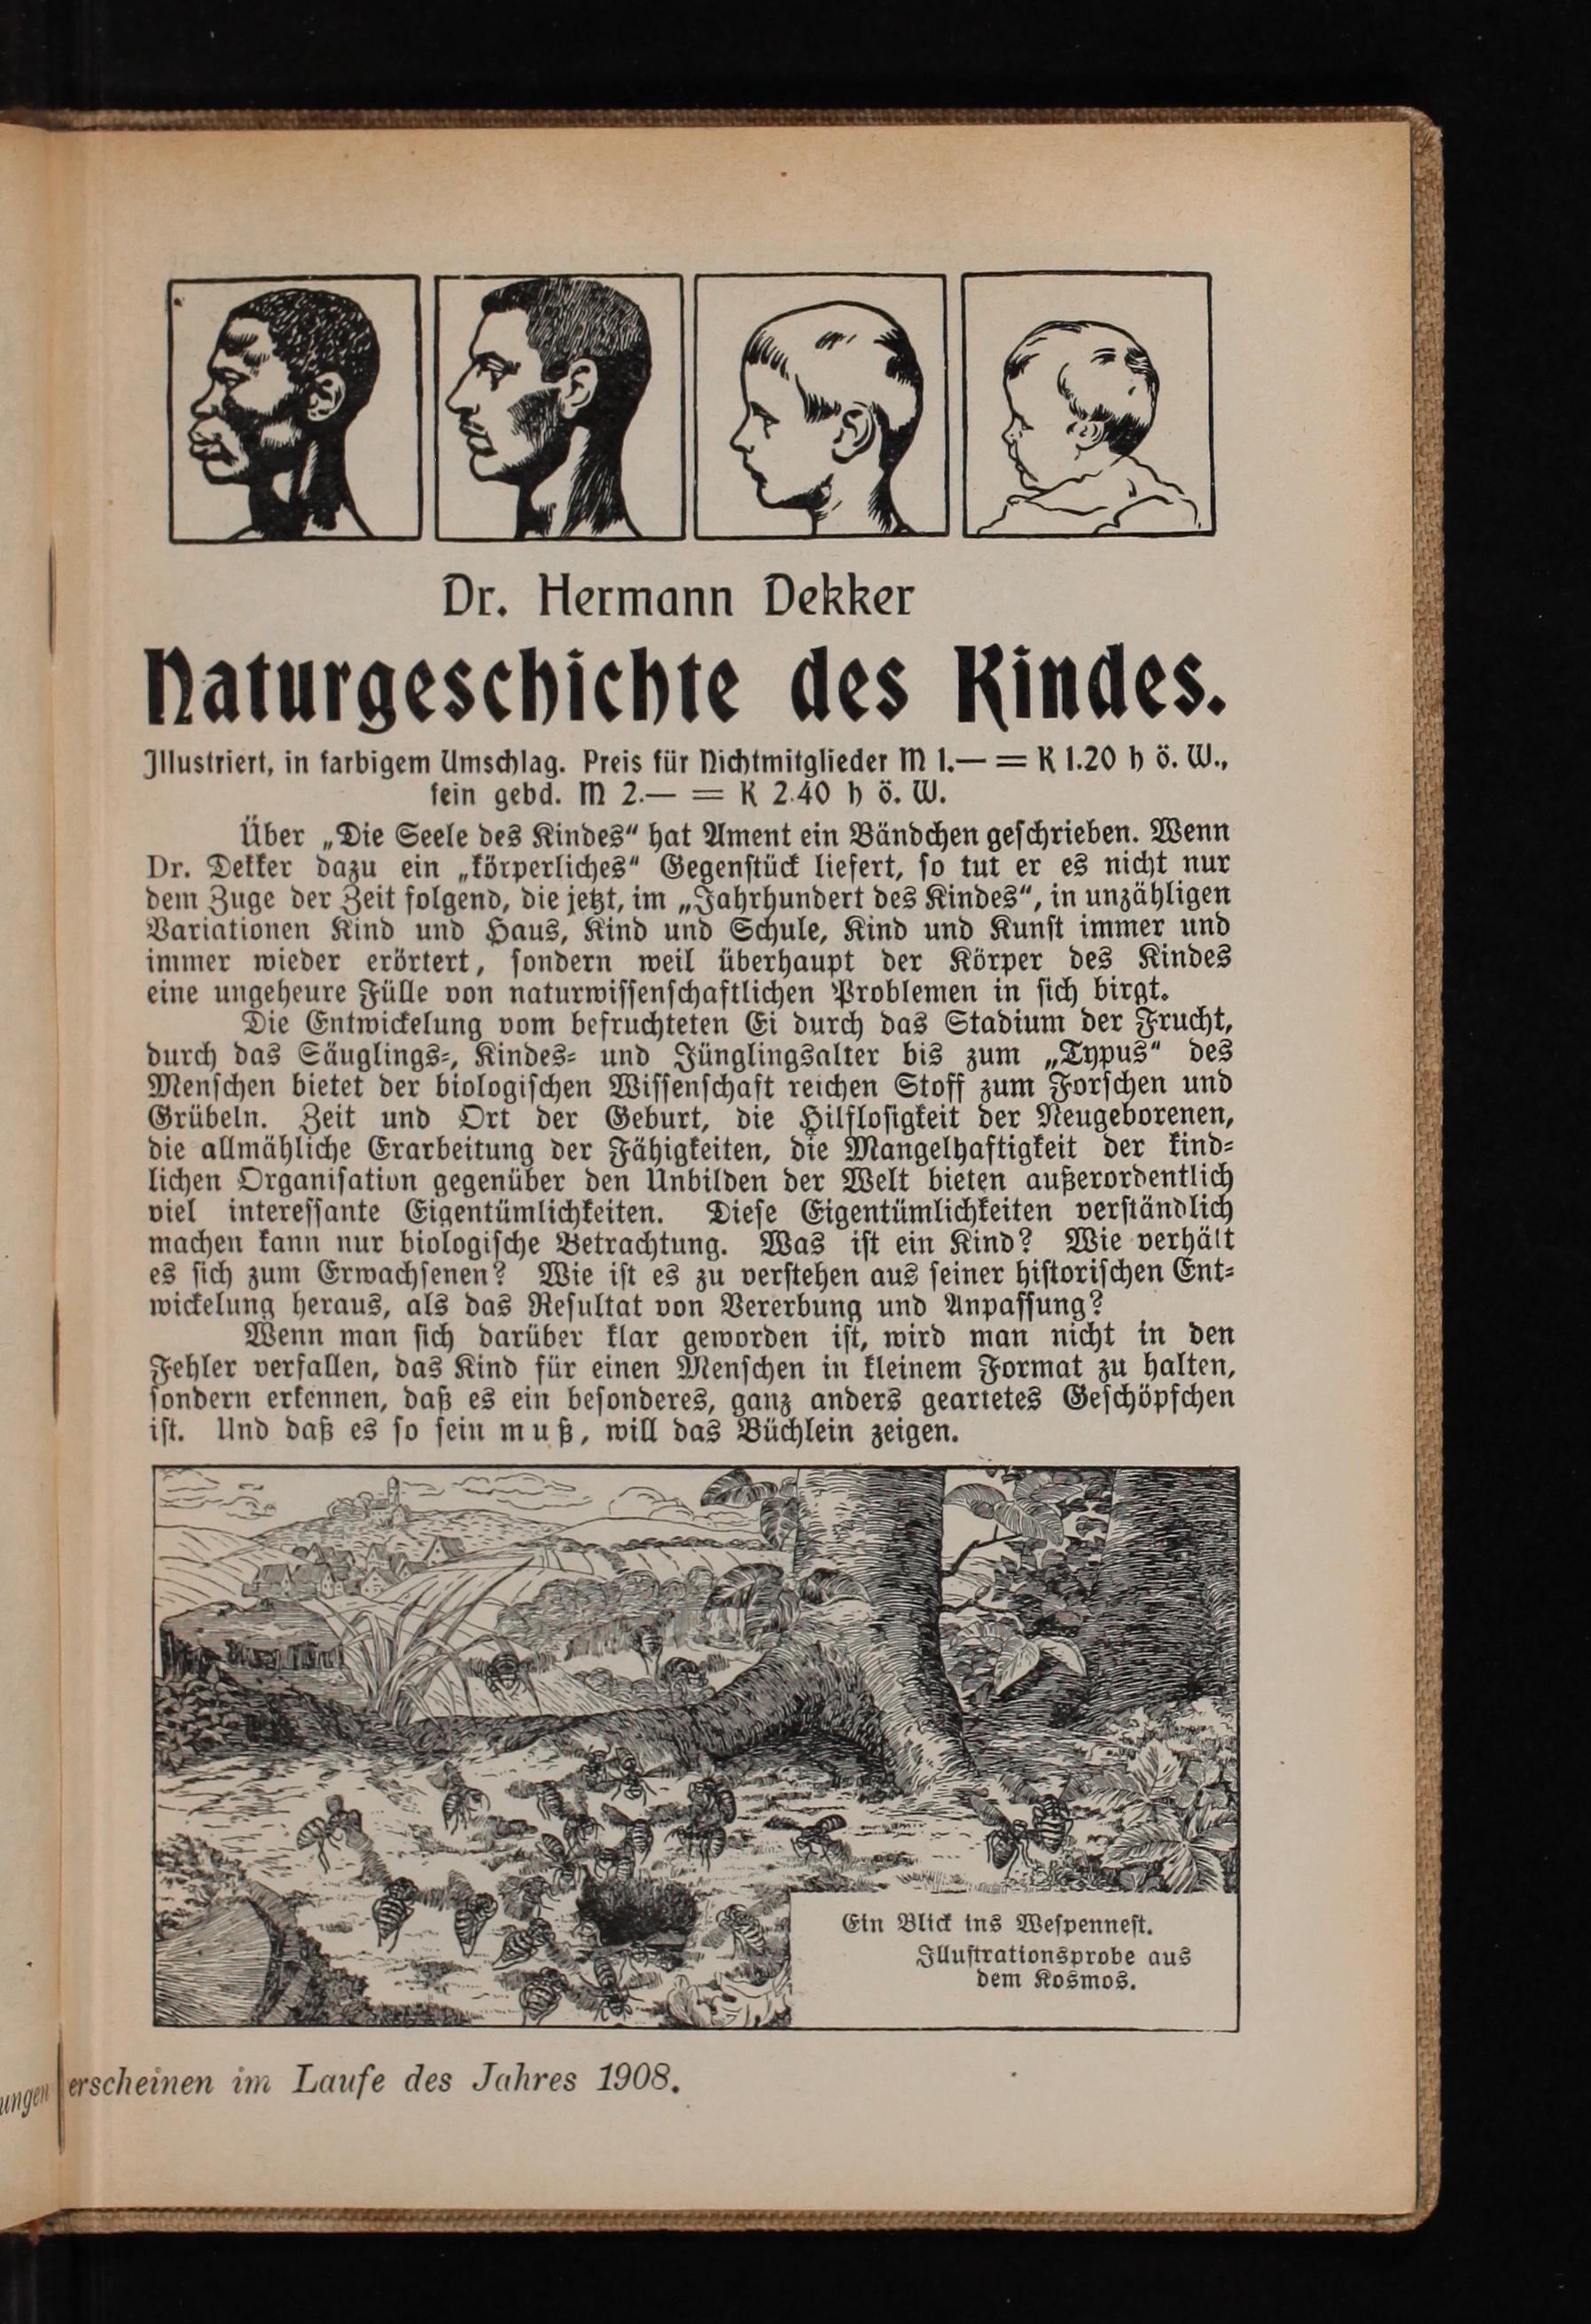 Dr. Hermann Dekker
Naturgeschichte des Kindes.
Illustriert, in farbigem Umschlag. Preis für Nichtmitglieder M 1.— = K 1.20 h ö. W.,
fein gebd. M 2.— = K 2.40 h ö. W.
Über „Die Seele des Kindes“ hat Ament ein Bändchen geſchrieben. Wenn
Dr. Dekker dazu ein „körperliches“ Gegenſtück liefert, ſo tut er es nicht nur
dem Zuge der Zeit folgend, die jetzt, im „Jahrhundert des Kindes“, in unzähligen
Variationen Kind und Haus, Kind und Schule, Kind und Kunſt immer und
immer wieder erörtert, ſondern weil überhaupt der Körper des Kindes
eine ungeheure Fülle von naturwiſſenſchaftlichen Problemen in ſich birgt.
Die Entwickelung vom befruchteten Ei durch das Stadium der Frucht,
durch das Säuglings-, Kindes- und Jünglingsalter bis zum „Typus“ des
Menſchen bietet der biologiſchen Wiſſenſchaft reichen Stoff zum Forſchen und
Grübeln. Zeit und Ort der Geburt, die Hilfloſigkeit der Neugeborenen,
die allmähliche Erarbeitung der Fähigkeiten, die Mangelhaftigkeit der kind-
lichen Organiſation gegenüber den Unbilden der Welt bieten außerordentlich
viel intereſſante Eigentümlichkeiten. Dieſe Eigentümlichkeiten verſtändlich
machen kann nur biologiſche Betrachtung. Was iſt ein Kind? Wie verhält
es ſich zum Erwachſenen? Wie iſt es zu verſtehen aus ſeiner hiſtoriſchen Ent-
wickelung heraus, als das Reſultat von Vererbung und Anpaſſung?
Wenn man ſich darüber klar geworden iſt, wird man nicht in den
Fehler verfallen, das Kind für einen Menſchen in kleinem Format zu halten,
ſondern erkennen, daß es ein beſonderes, ganz anders geartetes Geſchöpfchen
iſt. Und daß es ſo ſein muß, will das Büchlein zeigen.
Ein Blick ins Weſpenneſt.
Illuſtrationsprobe aus
dem Kosmos.
ungen erscheinen im Laufe des Jahres 1908.